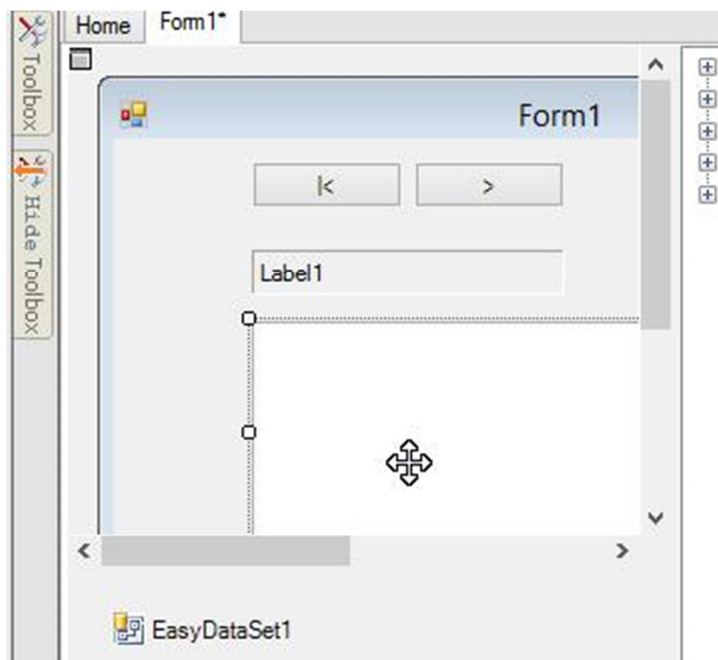 Home Form1*
Toolbox
Hide Toolbox
Form1
|< >
Label1
EasyDataSet1